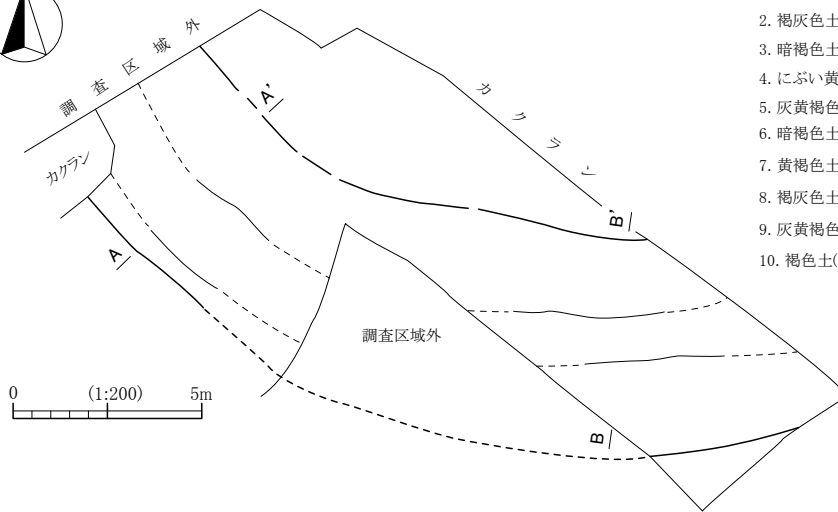 調査区域外
カクラン
カクラン
A'
A
B'
B
調査区域外
0 (1:200) 5m
2. 褐灰色土
3. 暗褐色土
4. にぶい黄
5. 灰黄褐色
6. 暗褐色土
7. 黄褐色土
8. 褐灰色土
9. 灰黄褐色
10. 褐色土(